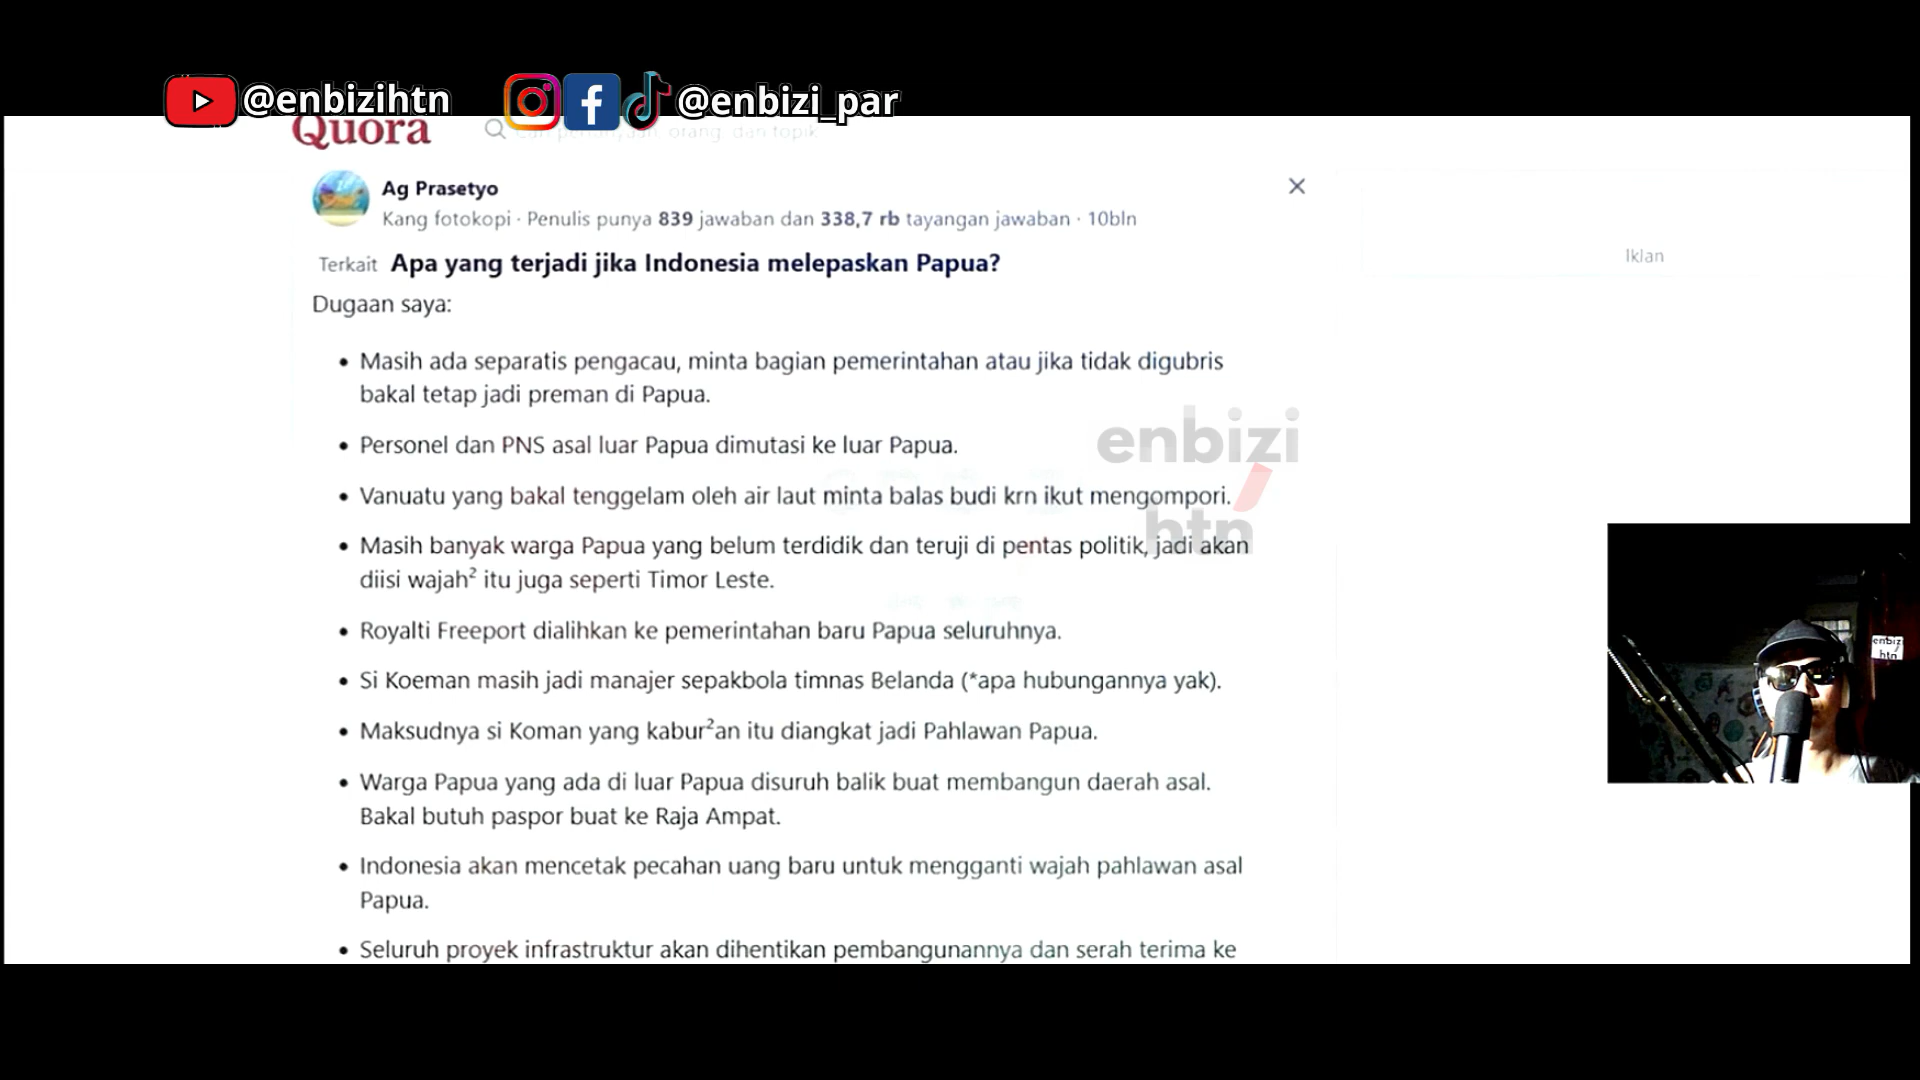 @enbizihtn @enbizi_par
Quora
Ag Prasetyo
Kang fotokopi · Penulis punya 839 jawaban dan 338,7 rb tayangan jawaban · 10bln
Terkait Apa yang terjadi jika Indonesia melepaskan Papua?
Iklan
Dugaan saya:
• Masih ada separatis pengacau, minta bagian pemerintahan atau jika tidak digubris
bakal tetap jadi preman di Papua.
• Personel dan PNS asal luar Papua dimutasi ke luar Papua.
• Vanuatu yang bakal tenggelam oleh air laut minta balas budi krn ikut mengompori.
• Masih banyak warga Papua yang belum terdidik dan teruji di pentas politik, jadi akan
diisi wajah² itu juga seperti Timor Leste.
• Royalti Freeport dialihkan ke pemerintahan baru Papua seluruhnya.
• Si Koeman masih jadi manajer sepakbola timnas Belanda (*apa hubungannya yak).
• Maksudnya si Koman yang kabur²an itu diangkat jadi Pahlawan Papua.
• Warga Papua yang ada di luar Papua disuruh balik buat membangun daerah asal.
Bakal butuh paspor buat ke Raja Ampat.
• Indonesia akan mencetak pecahan uang baru untuk mengganti wajah pahlawan asal
Papua.
• Seluruh proyek infrastruktur akan dihentikan pembangunannya dan serah terima ke
enbizi
htn
enbizi
htn